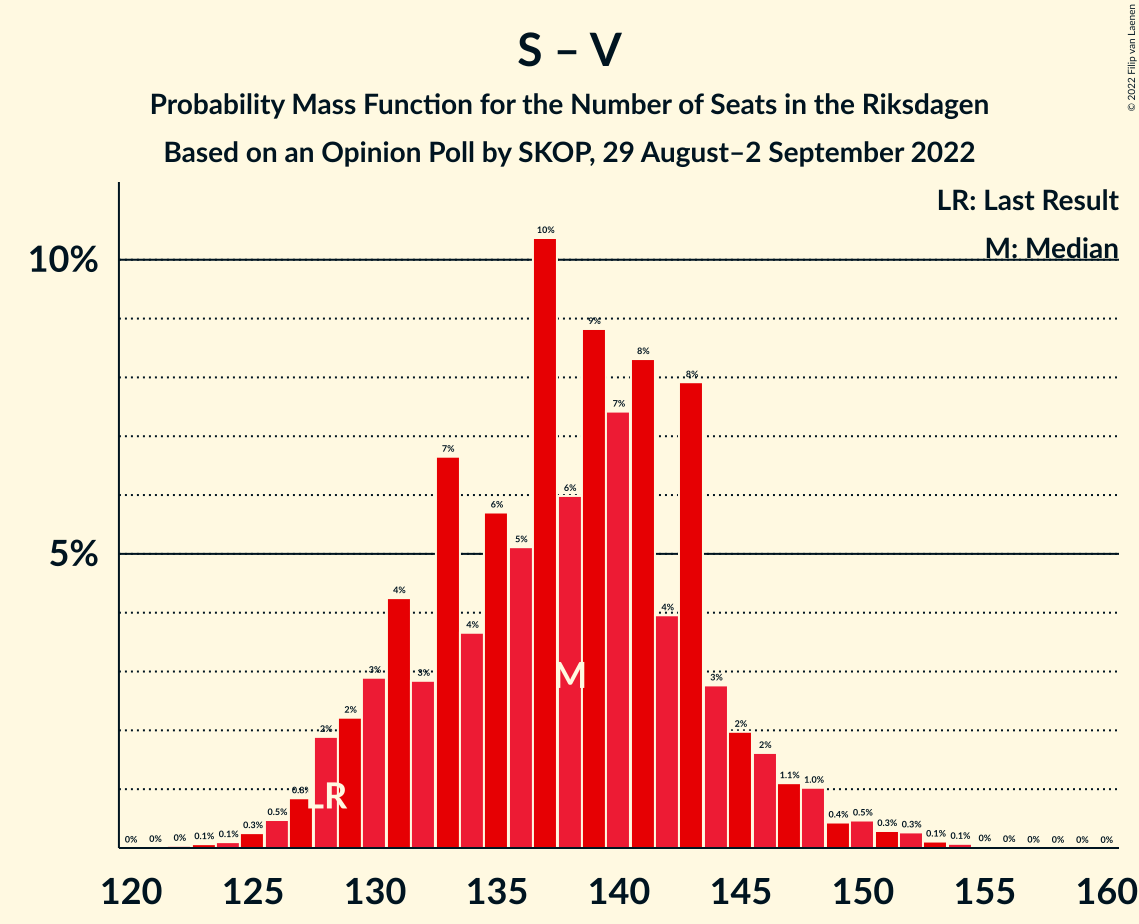 S – V
Probability Mass Function for the Number of Seats in the Riksdagen
Based on an Opinion Poll by SKOP, 29 August–2 September 2022
© 2022 Filip van Laenen
LR: Last Result
M: Median
10%
5%
0% 0% 0% 0.1% 0.1% 0.3% 0.5% 0.8% 2% 2% 3% 4% 3% 7% 4% 6% 5% 10% 6% 9% 7% 8% 4% 8% 3% 2% 2% 1.1% 1.0% 0.4% 0.5% 0.3% 0.3% 0.1% 0.1% 0% 0% 0% 0% 0% 0%
M
LR
120 125 130 135 140 145 150 155 160